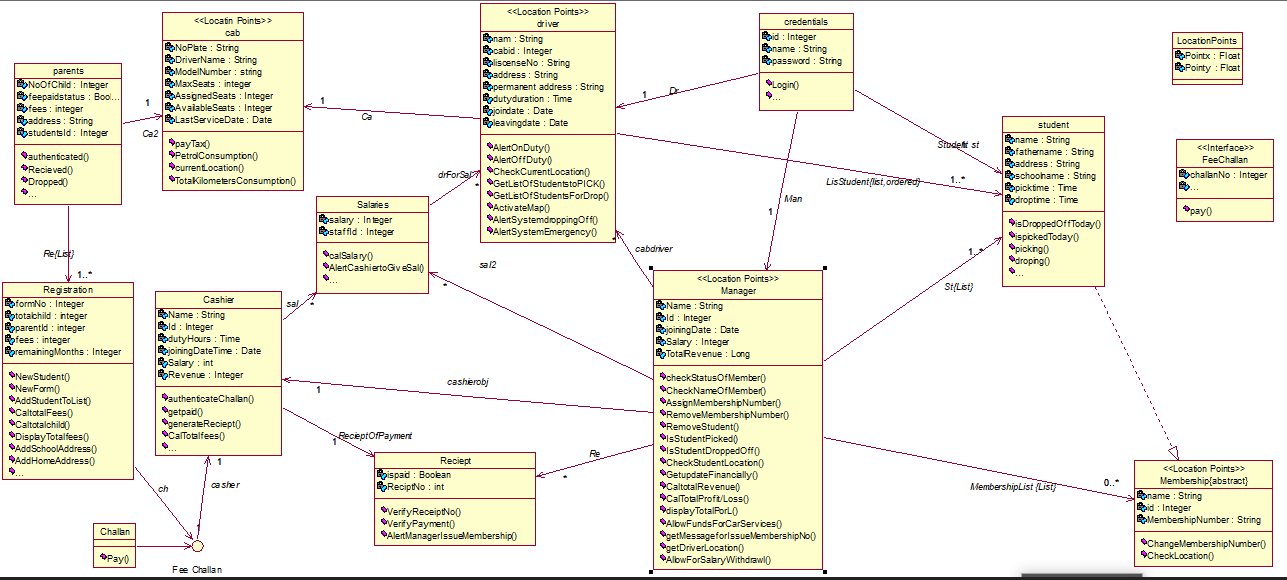 <<Locatin Points>>
cab
NoPlate : String
DriverName : String
ModelNumber : string
MaxSeats : integer
AssignedSeats : Integer
AvailableSeats : Integer
LastServiceDate : Date
payTax()
PetrolConsumption()
currentLocation()
TotalKilometersConsumption()
<<Location Points>>
driver
nam : String
cabid : Integer
liscenseNo : String
address : String
permanent address : String
dutyduration : Time
joindate : Date
leavingdate : Date
AlertOnDuty()
AlertOffDuty()
CheckCurrentLocation()
GetListOfStudentstoPICK()
GetListOfStudentsForDrop()
ActivateMap()
AlertSystemdroppingOff()
AlertSystemEmergency()
credentials
id : Integer
name : String
password : String
Login()
...
LocationPoints
Pointx : Float
Pointy : Float
parents
NoOfChild : Integer
feepaidstatus : Bool...
fees : integer
address : String
studentsId : Integer
authenticated()
Recieved()
Dropped()
...
1
Ca2
1
Ca
1
Dr
student
name : String
fathername : String
address : String
schoolname : String
picktime : Time
droptime : Time
isDroppedOffToday()
ispickedToday()
picking()
droping()
...
Student st
LisStudent{list,ordered}
1..*
<<Interface>>
FeeChallan
challanNo : Integer
...
pay()
Salaries
salary : Integer
staffId : Integer
calSalary()
AlertCashiertoGiveSal()
...
drForSal
*
Man
1
cabdriver
*
sal2
*
1..*
St{List}
Re{List}
1..*
Registration
formNo : Integer
totalchild : integer
parentId : integer
fees : integer
remainingMonths : Integer
NewStudent()
NewForm()
AddStudentToList()
CaltotalFees()
Caltotalchild()
DisplayTotalfees()
AddSchoolAddress()
AddHomeAddress()
...
Cashier
Name : String
Id : Integer
dutyHours : Time
joiningDateTime : Date
Salary : int
Revenue : Integer
authenticateChallan()
getpaid()
generateReciept()
CalTotalfees()
...
sal
*
<<Location Points>>
Manager
Name : String
Id : Integer
joiningDate : Date
Salary : Integer
TotalRevenue : Long
checkStatusOfMember()
CheckNameOfMember()
AssignMembershipNumber()
RemoveMembershipNumber()
RemoveStudent()
IsStudentPicked()
IsStudentDroppedOff()
CheckStudentLocation()
GetupdateFinancially()
CaltotalRevenue()
CalTotalProfit/Loss()
displayTotalPorL()
AllowFundsForCarServices()
getMessageforIssueMembershipNo()
getDriverLocation()
AllowForSalaryWithdrawl()
cashierobj
1
RecieptOfPayment
1
Re
*
Reciept
ispaid : Boolean
ReciptNo : int
VerifyReceiptNo()
VerifyPayment()
AlertManagerIssueMembership()
MembershipList {List}
0..*
<<Location Points>>
Membership{abstract}
name : String
id : Integer
MembershipNumber : String
ChangeMembershipNumber()
CheckLocation()
ch
1
casher
1
Challan
Pay()
Fee Challan